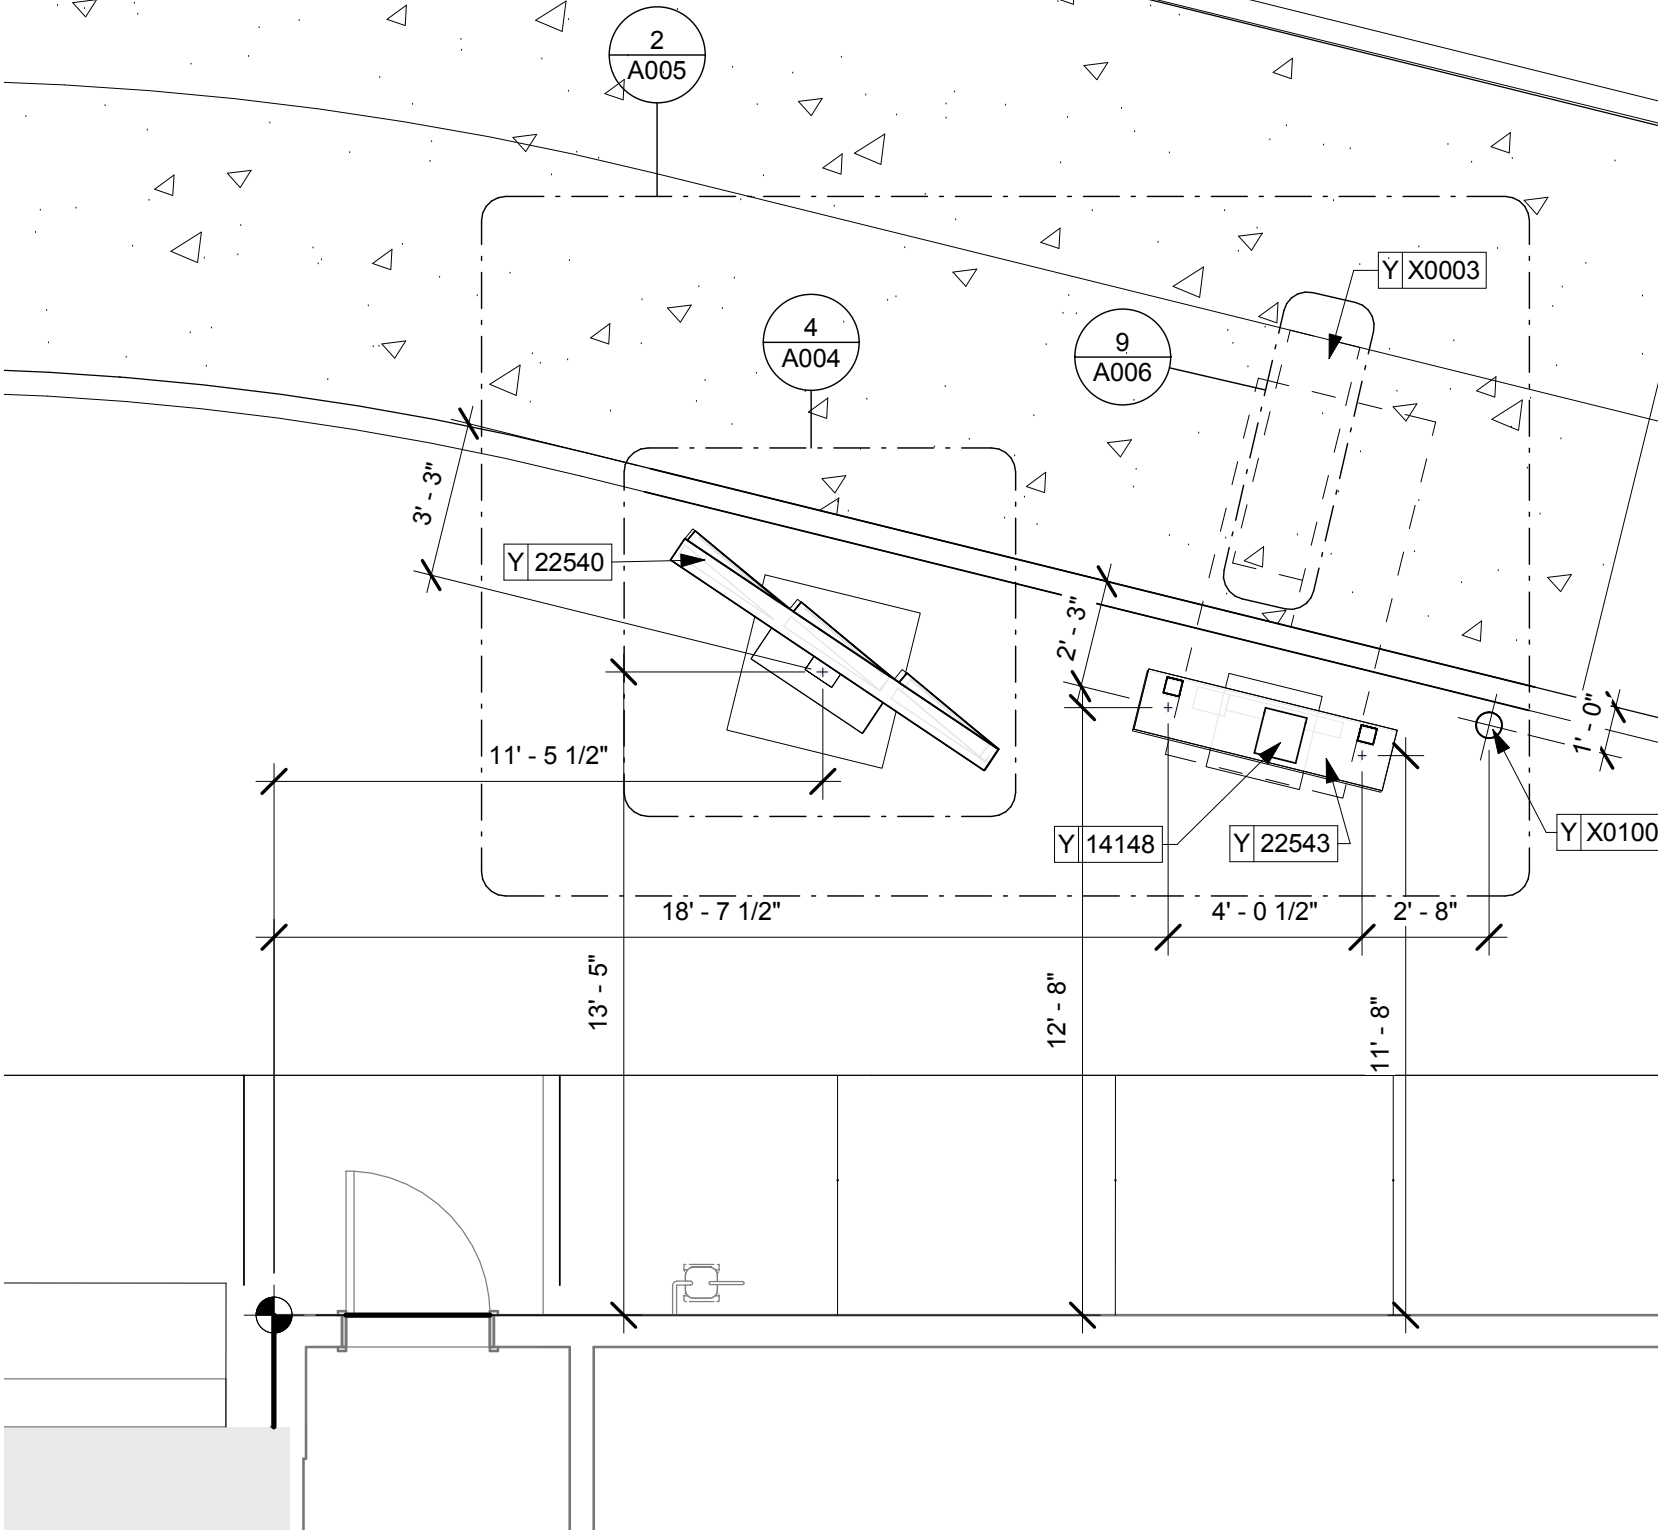 2
A005
Y X0003
4
A004
9
A006
3' - 3"
Y 22540
2' - 3"
1' - 0"
11' - 5 1/2"
Y 14148
Y 22543
Y X0100
18' - 7 1/2"
4' - 0 1/2"
2' - 8"
13' - 5"
12' - 8"
11' - 8"